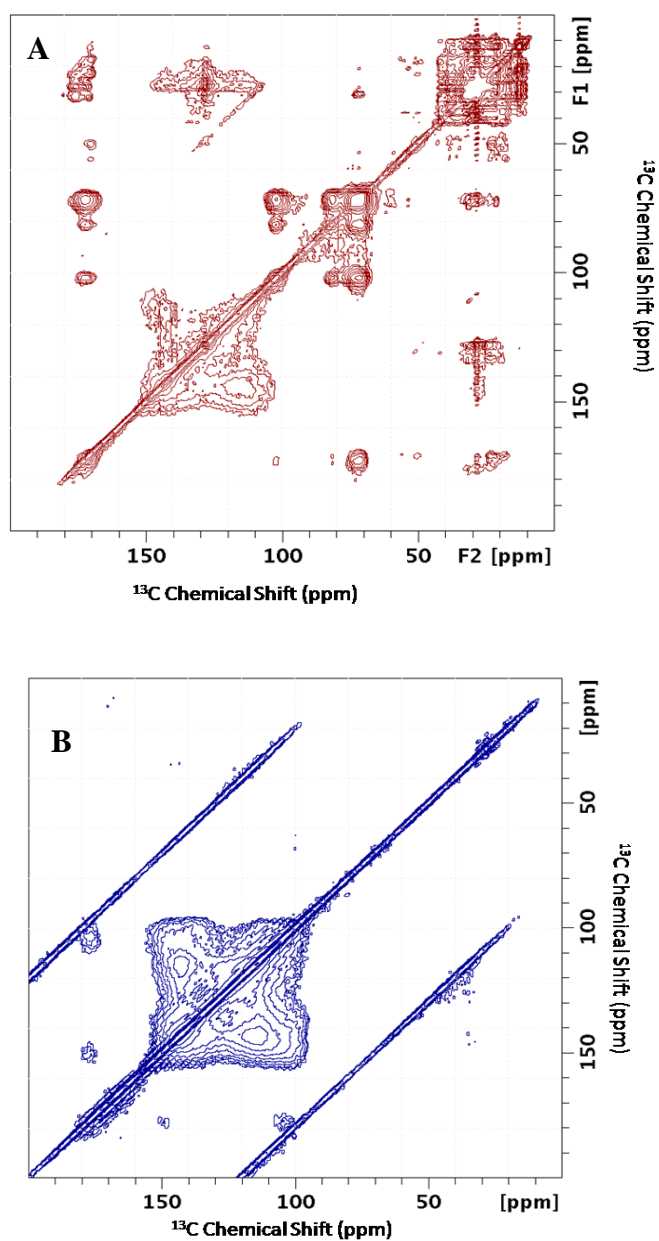 A
F1 [ppm]
50
100
150
¹³C Chemical Shift (ppm)
150 100 50 F2 [ppm]
¹³C Chemical Shift (ppm)
B
[ppm]
50
100
150
¹³C Chemical Shift (ppm)
150 100 50 [ppm]
¹³C Chemical Shift (ppm)